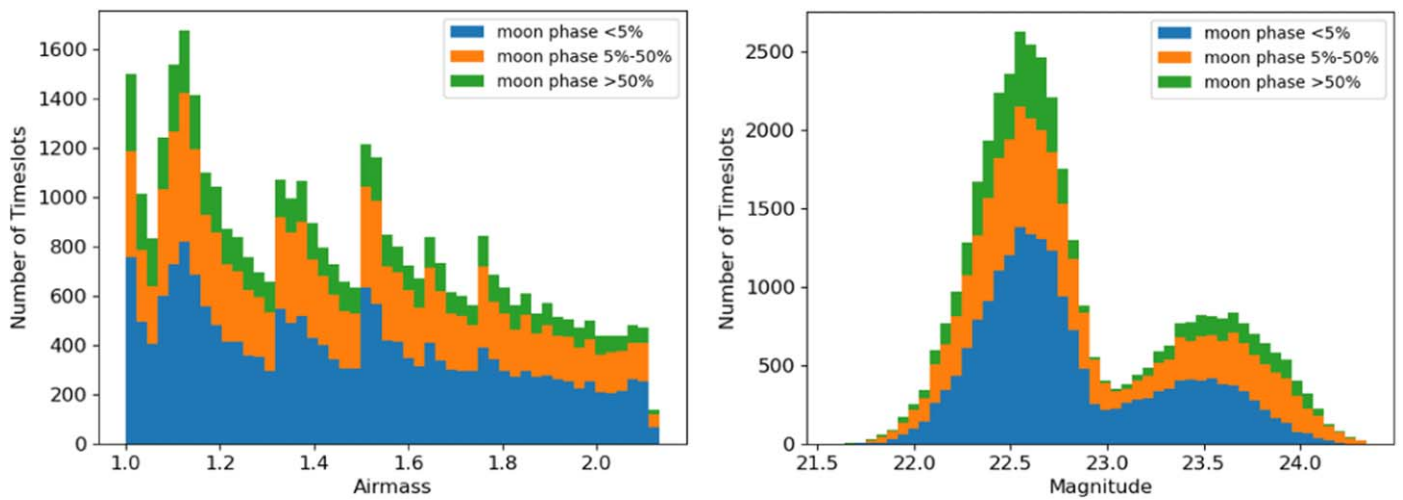 Number of Timeslots
1600
1400
1200
1000
800
600
400
200
0
moon phase <5%
moon phase 5%-50%
moon phase >50%
1.0 1.2 1.4 1.6 1.8 2.0
Airmass
Number of Timeslots
2500
2000
1500
1000
500
0
moon phase <5%
moon phase 5%-50%
moon phase >50%
21.5 22.0 22.5 23.0 23.5 24.0
Magnitude